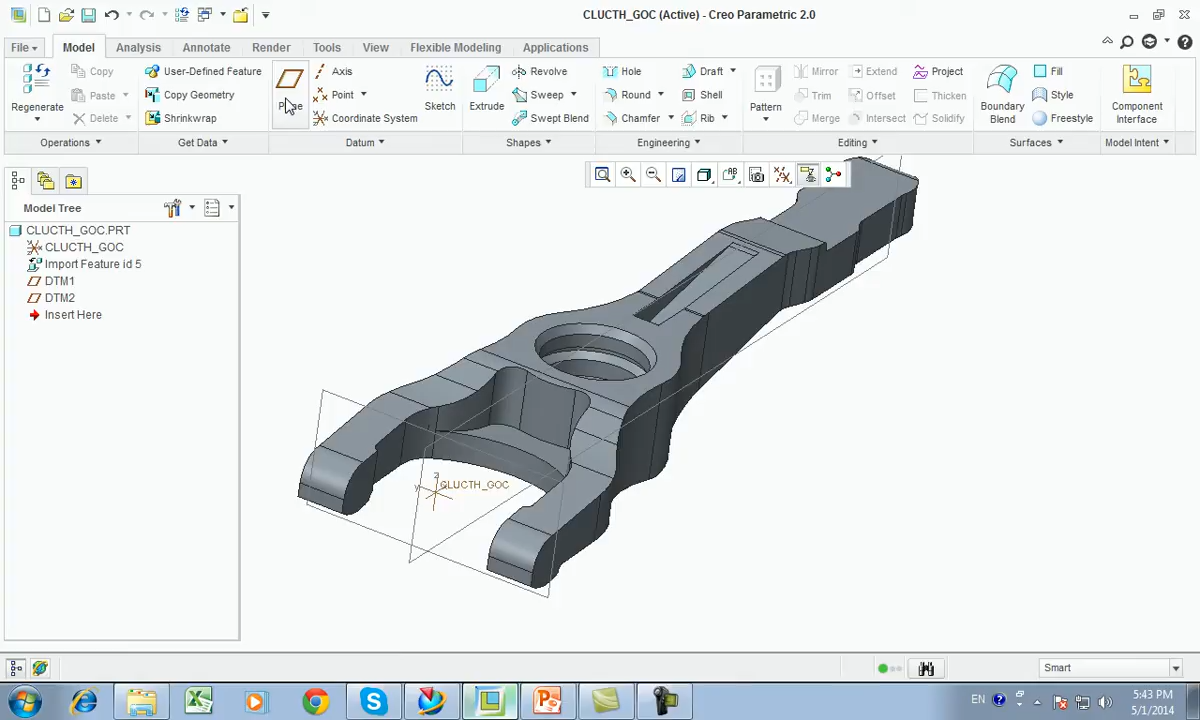 CLUCTH_GOC (Active) - Creo Parametric 2.0
File Model Analysis Annotate Render Tools View Flexible Modeling Applications
Regenerate
Copy
Paste
Delete
User-Defined Feature
Copy Geometry
Shrinkwrap
Axis
Point
Coordinate System
Sketch
Extrude
Revolve
Sweep
Swept Blend
Hole
Round
Chamfer
Draft
Shell
Rib
Pattern
Mirror
Trim
Merge
Extend
Offset
Intersect
Project
Thicken
Solidify
Boundary
Blend
Fill
Style
Freestyle
Component
Interface
Operations Get Data Datum Shapes Engineering Editing Surfaces Model Intent
Model Tree
CLUCTH_GOC.PRT
CLUCTH_GOC
Import Feature id 5
DTM1
DTM2
Insert Here
Z
y
Smart
EN
5:43 PM
5/1/2014